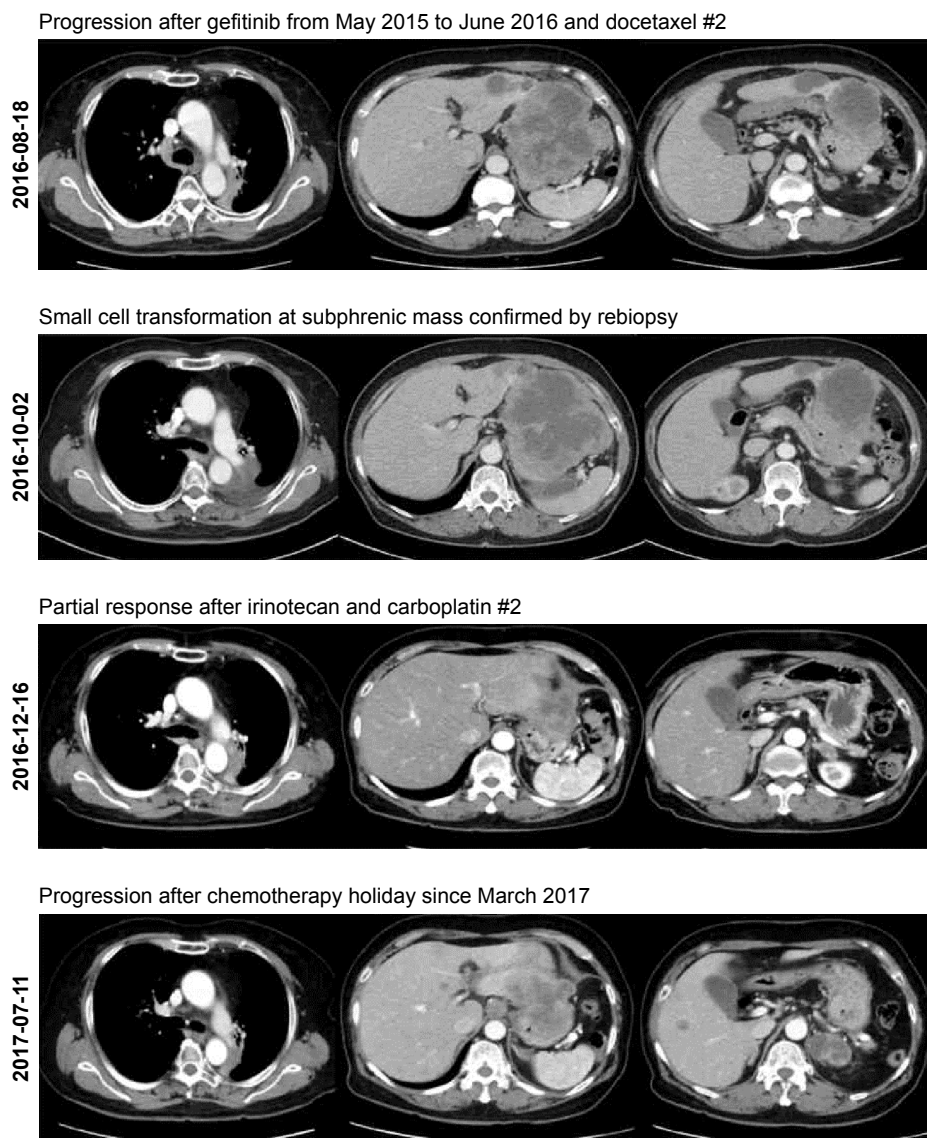 Progression after gefitinib from May 2015 to June 2016 and docetaxel #2
2016-08-18
Small cell transformation at subphrenic mass confirmed by rebiopsy
2016-10-02
Partial response after irinotecan and carboplatin #2
2016-12-16
Progression after chemotherapy holiday since March 2017
2017-07-11